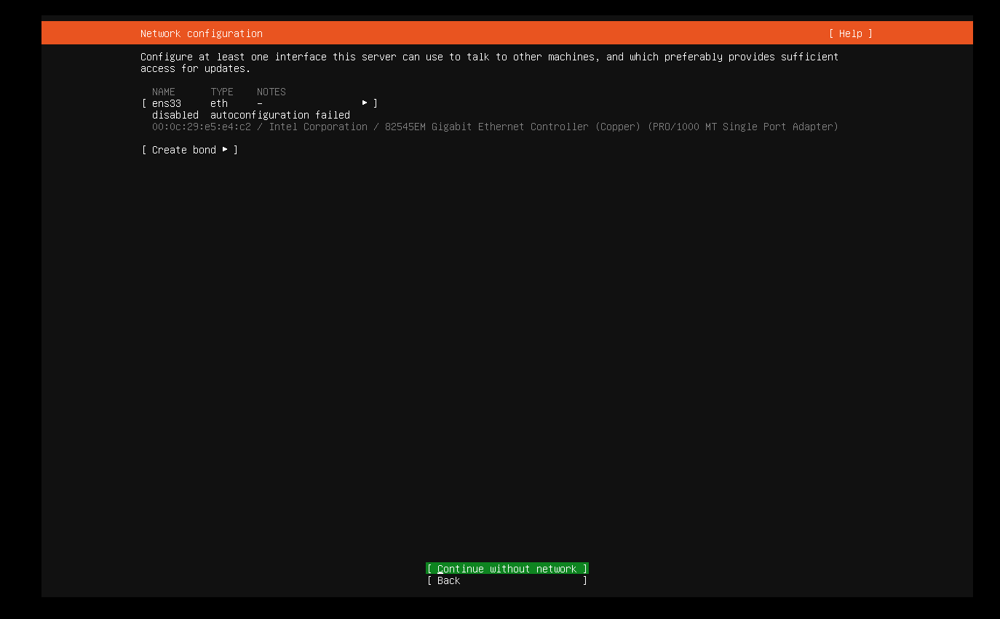 Network configuration [ Help ]
Configure at least one interface this server can use to talk to other machines, and which preferably provides sufficient
access for updates.
NAME TYPE NOTES
[ ens33 eth – ▸ ]
disabled autoconfiguration failed
00:0c:29:e5:e4:c2 / Intel Corporation / 82545EM Gigabit Ethernet Controller (Copper) (PRO/1000 MT Single Port Adapter)
[ Create bond ▸ ]
[ Continue without network ]
[ Back ]